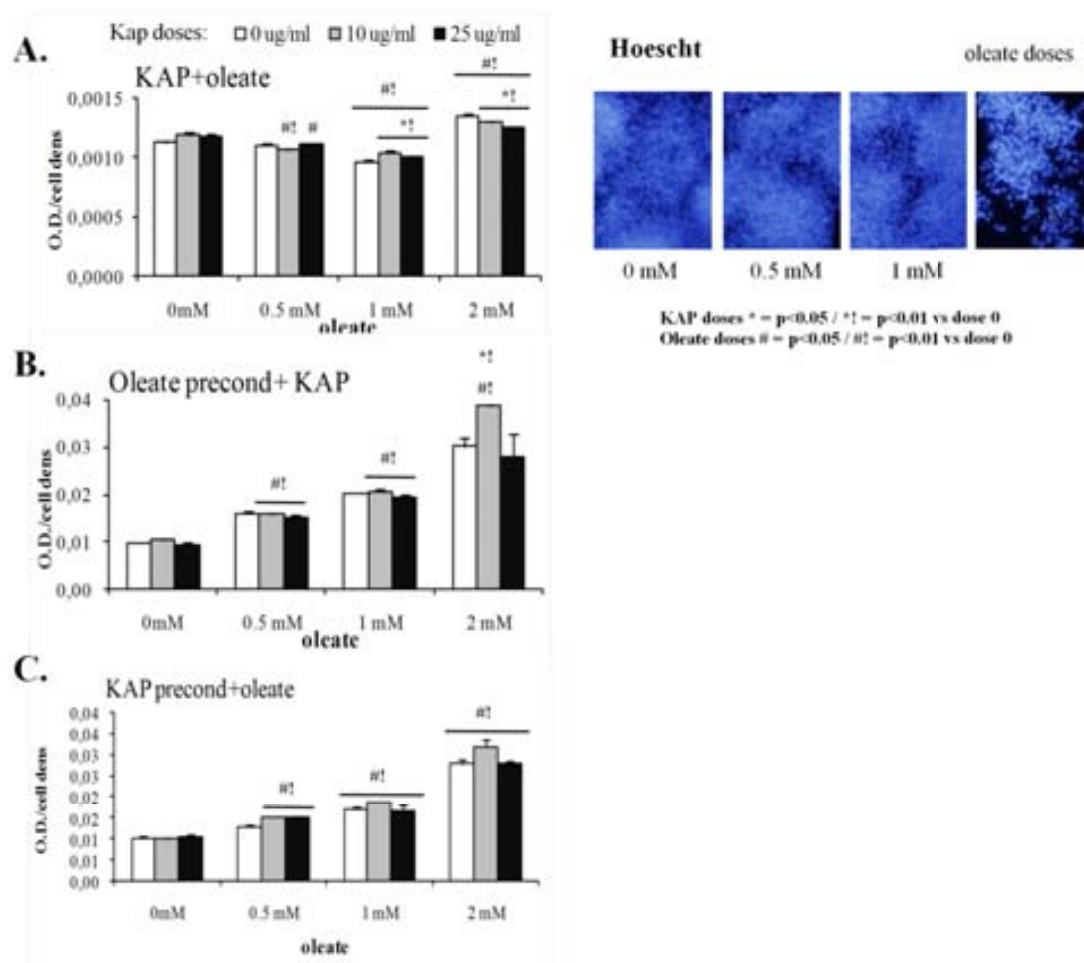 A.
Kap doses: 0 ug/ml 10 ug/ml 25 ug/ml
KAP+oleate
O.D./cell dens
0,0015
0,0010
0,0005
0,0000
#! #
#!
*!
#!
*!
0mM 0.5 mM 1 mM 2 mM
oleate
Hoescht oleate doses
0 mM 0.5 mM 1 mM
KAP doses * = p<0.05 / *! = p<0.01 vs dose 0
Oleate doses # = p<0.05 / #! = p<0.01 vs dose 0
B.
Oleate precond+ KAP
O.D./cell dens
0,04
0,03
0,02
0,01
0,00
#!
#!
*!
#!
0mM 0.5 mM 1 mM 2 mM
oleate
C.
KAP precond+oleate
O.D./cell dens
0,04
0,04
0,03
0,03
0,02
0,02
0,01
0,01
0,00
#!
#!
#!
0mM 0.5 mM 1 mM 2 mM
oleate